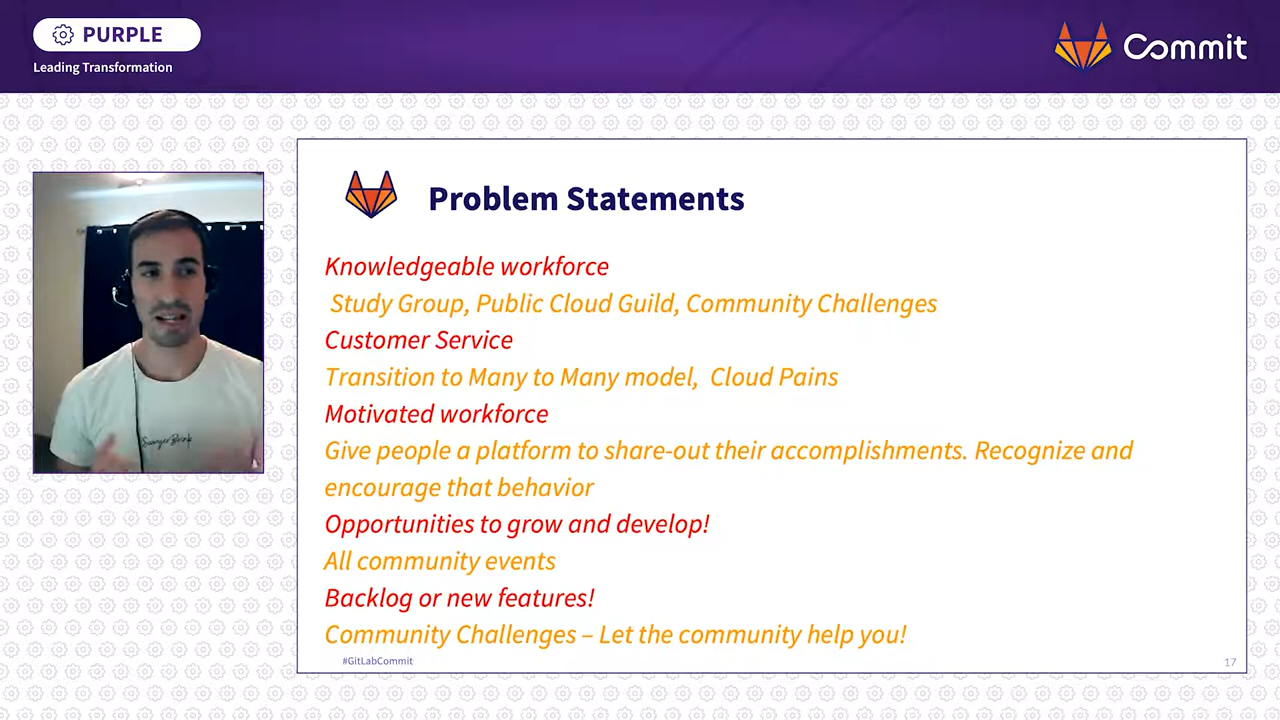 PURPLE
Leading Transformation
Commit
Problem Statements
Knowledgeable workforce
Study Group, Public Cloud Guild, Community Challenges
Customer Service
Transition to Many to Many model, Cloud Pains
Motivated workforce
Give people a platform to share-out their accomplishments. Recognize and
encourage that behavior
Opportunities to grow and develop!
All community events
Backlog or new features!
Community Challenges – Let the community help you!
#GitLabCommit
17